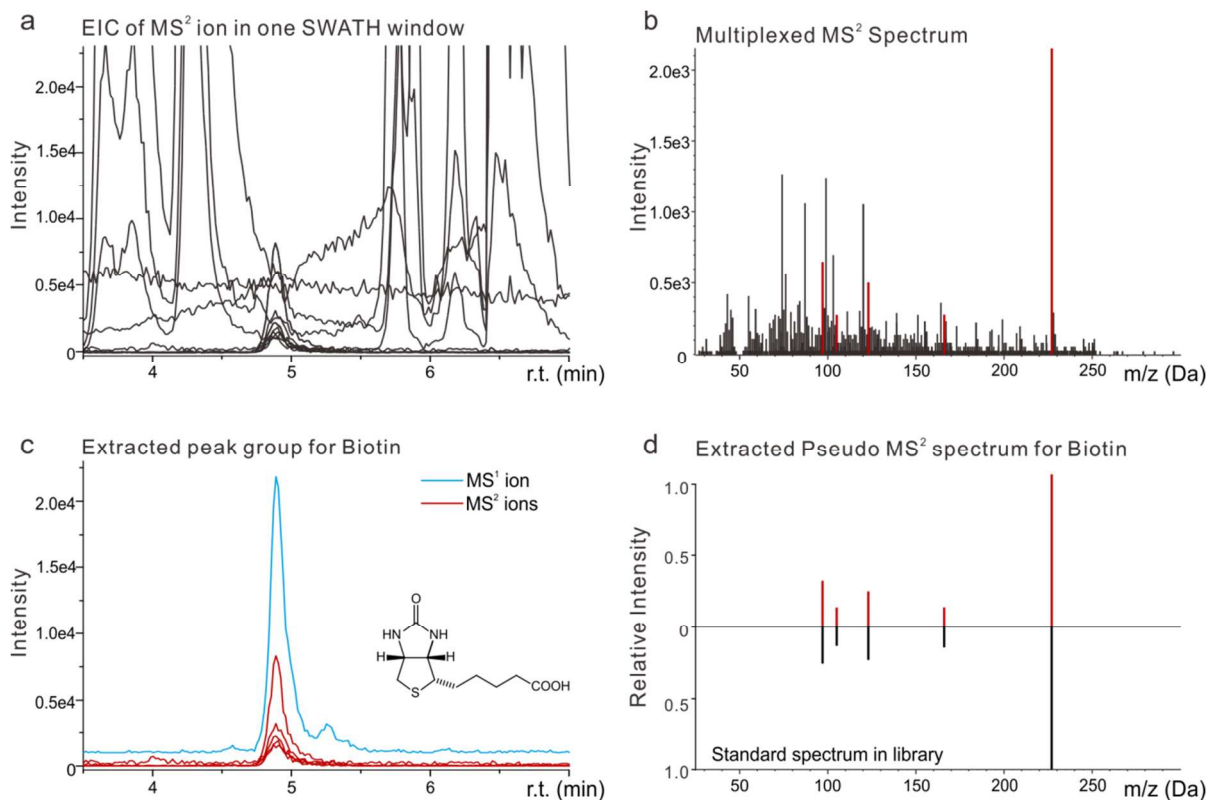 a
EIC of MS² ion in one SWATH window
Intensity
2.0e4
1.5e4
1.0e4
0.5e4
0
4 5 6
r.t. (min)
b
Multiplexed MS² Spectrum
Intensity
2.0e3
1.5e3
1.0e3
0.5e3
0
50 100 150 200 250
m/z (Da)
c
Extracted peak group for Biotin
MS¹ ion
MS² ions
Intensity
2.0e4
1.5e4
1.0e4
0.5e4
0
O
HN NH
H H
S
COOH
4 5 6
r.t. (min)
d
Extracted Pseudo MS² spectrum for Biotin
Relative Intensity
1.0
0.5
0
0.5
1.0
Standard spectrum in library
50 100 150 200 250
m/z (Da)